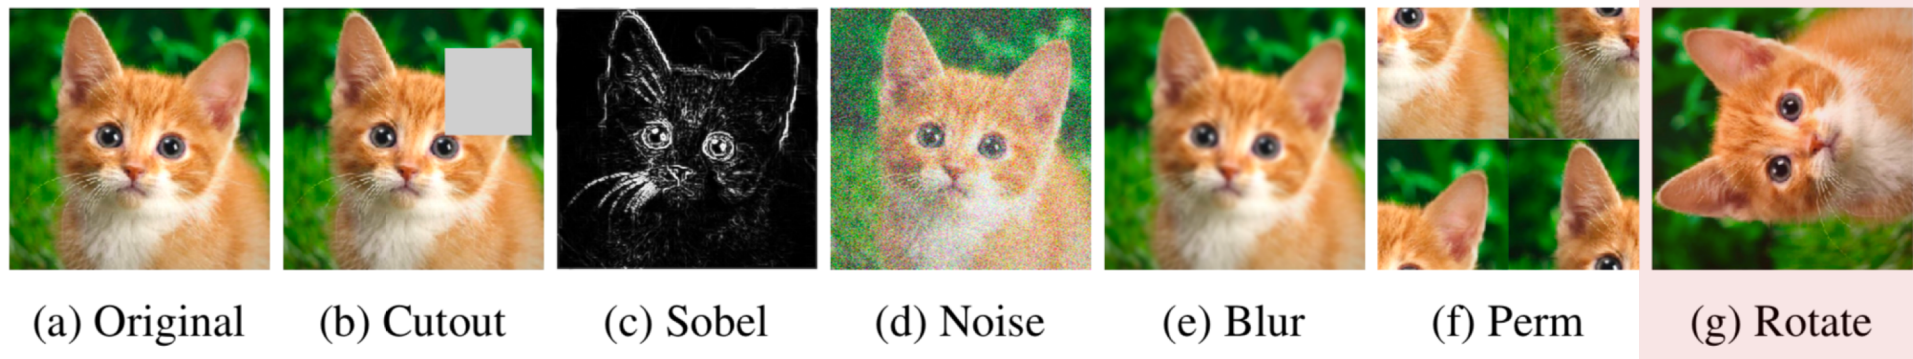 (a) Original (b) Cutout (c) Sobel (d) Noise (e) Blur (f) Perm (g) Rotate